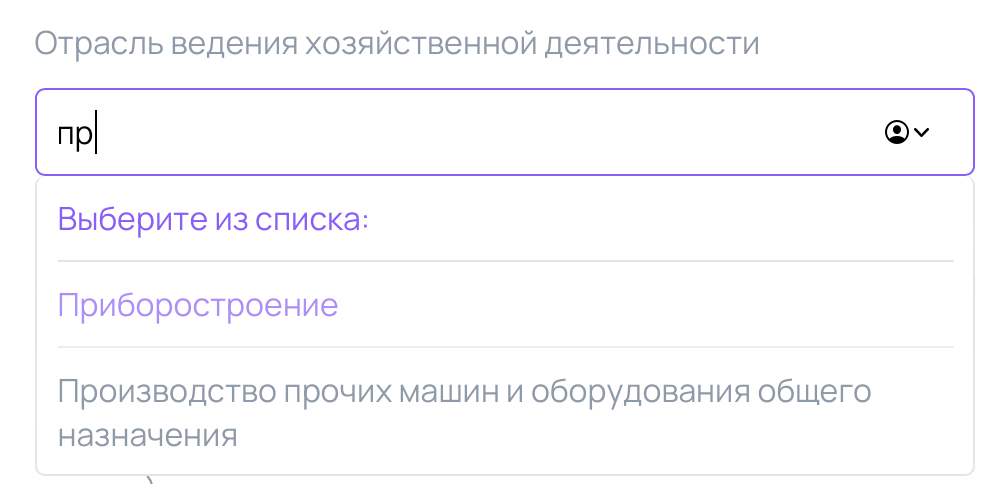 Отрасль ведения хозяйственной деятельности
пр
Выберите из списка:
Приборостроение
Производство прочих машин и оборудования общего
назначения